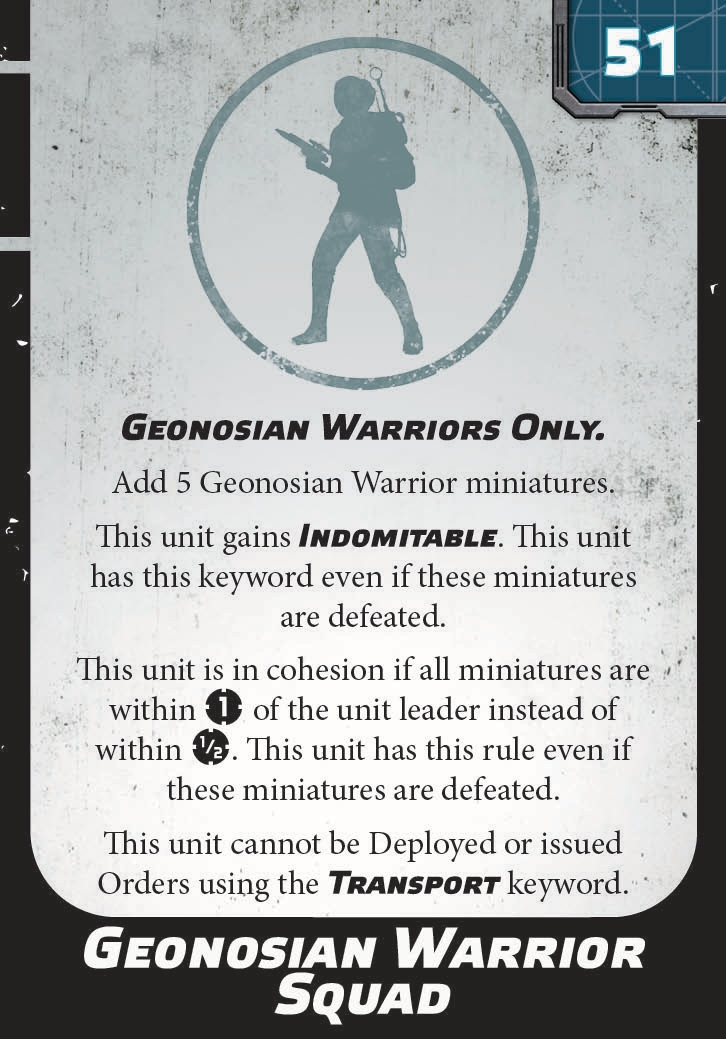 51
GEONOSIAN WARRIORS ONLY.
Add 5 Geonosian Warrior miniatures.
This unit gains INDOMITABLE. This unit
has this keyword even if these miniatures
are defeated.
This unit is in cohesion if all miniatures are
within 1 of the unit leader instead of
within 1/2. This unit has this rule even if
these miniatures are defeated.
This unit cannot be Deployed or issued
Orders using the TRANSPORT keyword.
GEONOSIAN WARRIOR
SQUAD